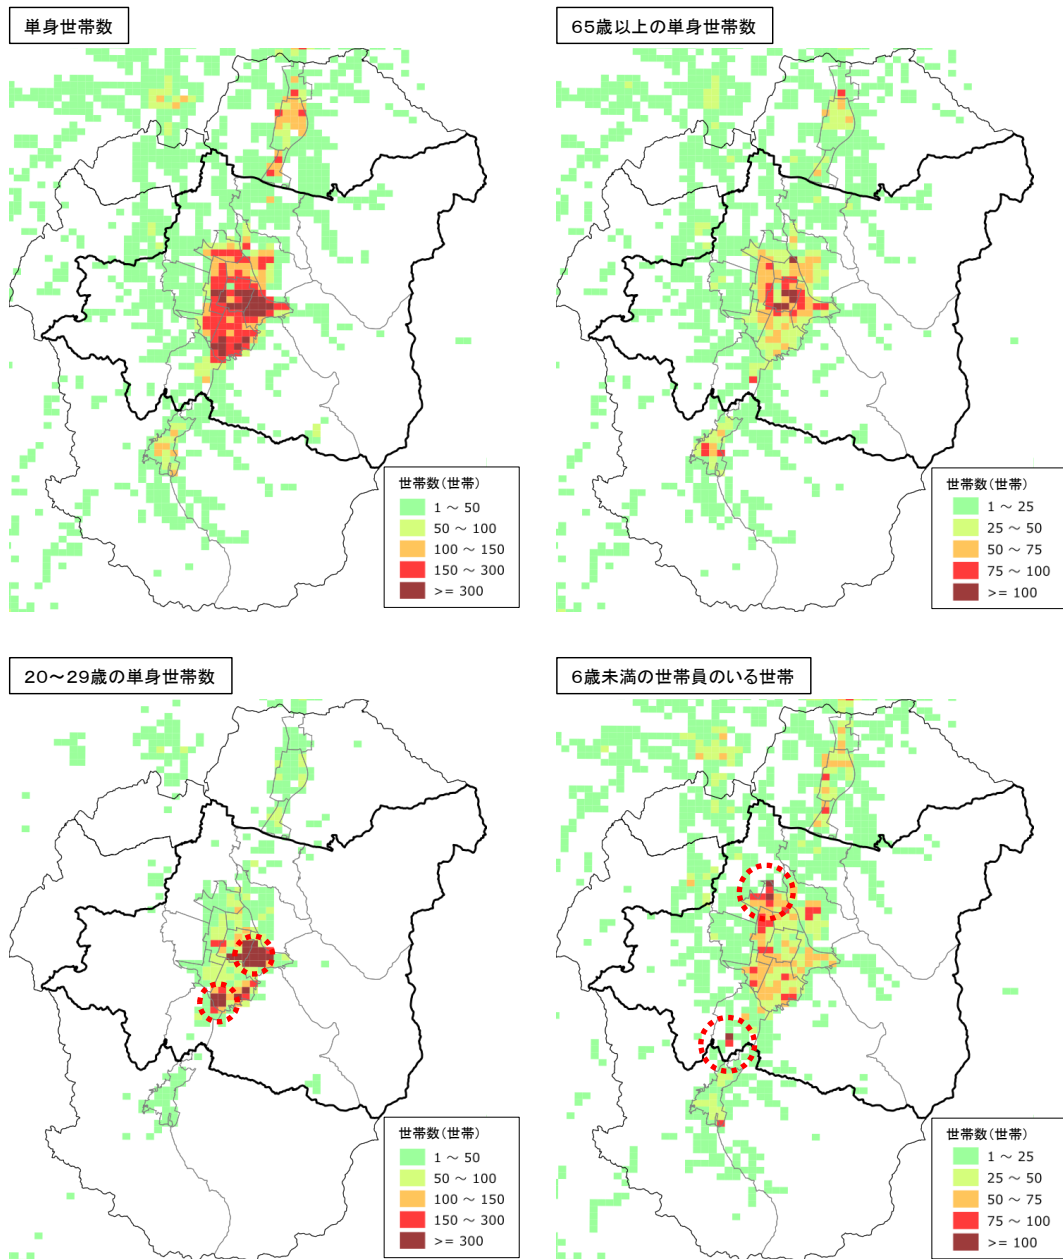 単身世帯数
65歳以上の単身世帯数
世帯数(世帯)
1 ～ 50
50 ～ 100
100 ～ 150
150 ～ 300
>= 300
世帯数(世帯)
1 ～ 25
25 ～ 50
50 ～ 75
75 ～ 100
>= 100
20～29歳の単身世帯数
6歳未満の世帯員のいる世帯
世帯数(世帯)
1 ～ 50
50 ～ 100
100 ～ 150
150 ～ 300
>= 300
世帯数(世帯)
1 ～ 25
25 ～ 50
50 ～ 75
75 ～ 100
>= 100